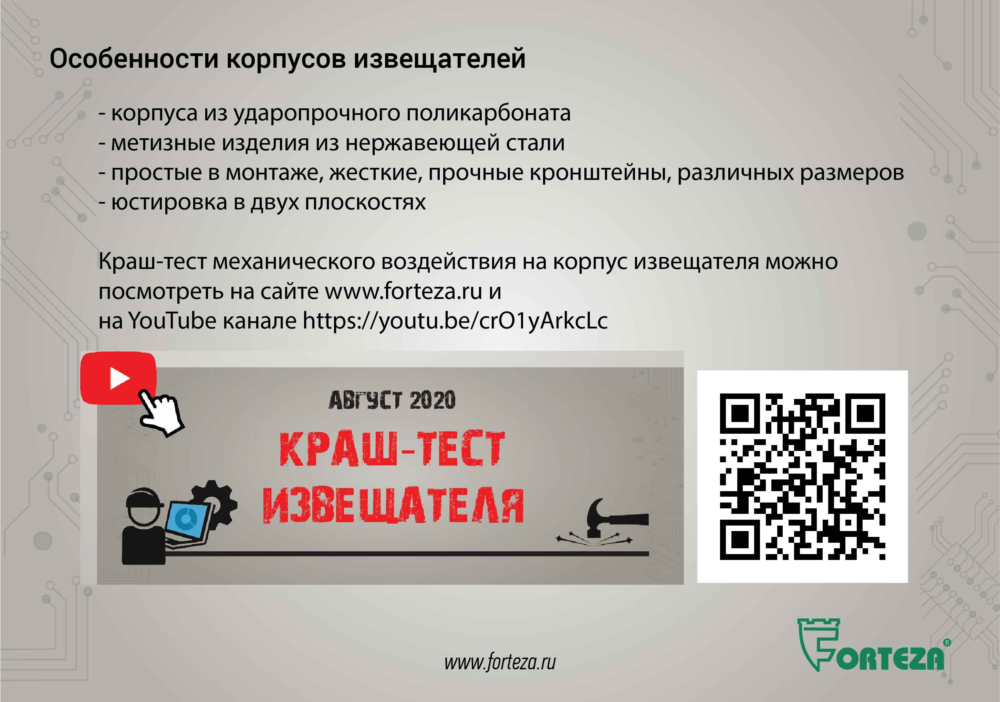 Особенности корпусов извещателей
- корпуса из ударопрочного поликарбоната
- метизные изделия из нержавеющей стали
- простые в монтаже, жесткие, прочные кронштейны, различных размеров
- юстировка в двух плоскостях
Краш-тест механического воздействия на корпус извещателя можно
посмотреть на сайте www.forteza.ru и
на YouTube канале https://youtu.be/crO1yArkcLc
АВГУСТ 2020
КРАШ-ТЕСТ
ИЗВЕЩАТЕЛЯ
www.forteza.ru
FORTEZA®